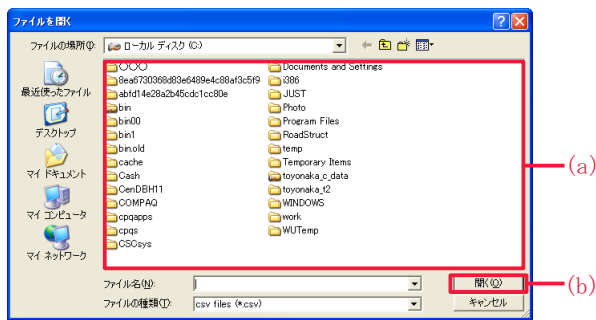 ファイルを開く
ファイルの場所(I): ローカル ディスク (C:)
最近使ったファイル
デスクトップ
マイ ドキュメント
マイ コンピュータ
マイ ネットワーク
〇〇〇
8ea6730368d83e6489e4c88af3c5f9
abfd14e28a2b45cdc1cc80e
bin
bin00
bin1
bin.old
cache
Cash
CenDBH11
COMPAQ
cpqapps
cpqs
CSCsys
Documents and Settings
i386
JUST
Photo
Program Files
RoadStruct
temp
Temporary Items
toyonaka_c_data
toyonaka_t2
WINDOWS
work
WUTemp
(a)
ファイル名(N): 開く(O)
(b)
ファイルの種類(T): csv files (*.csv) キャンセル